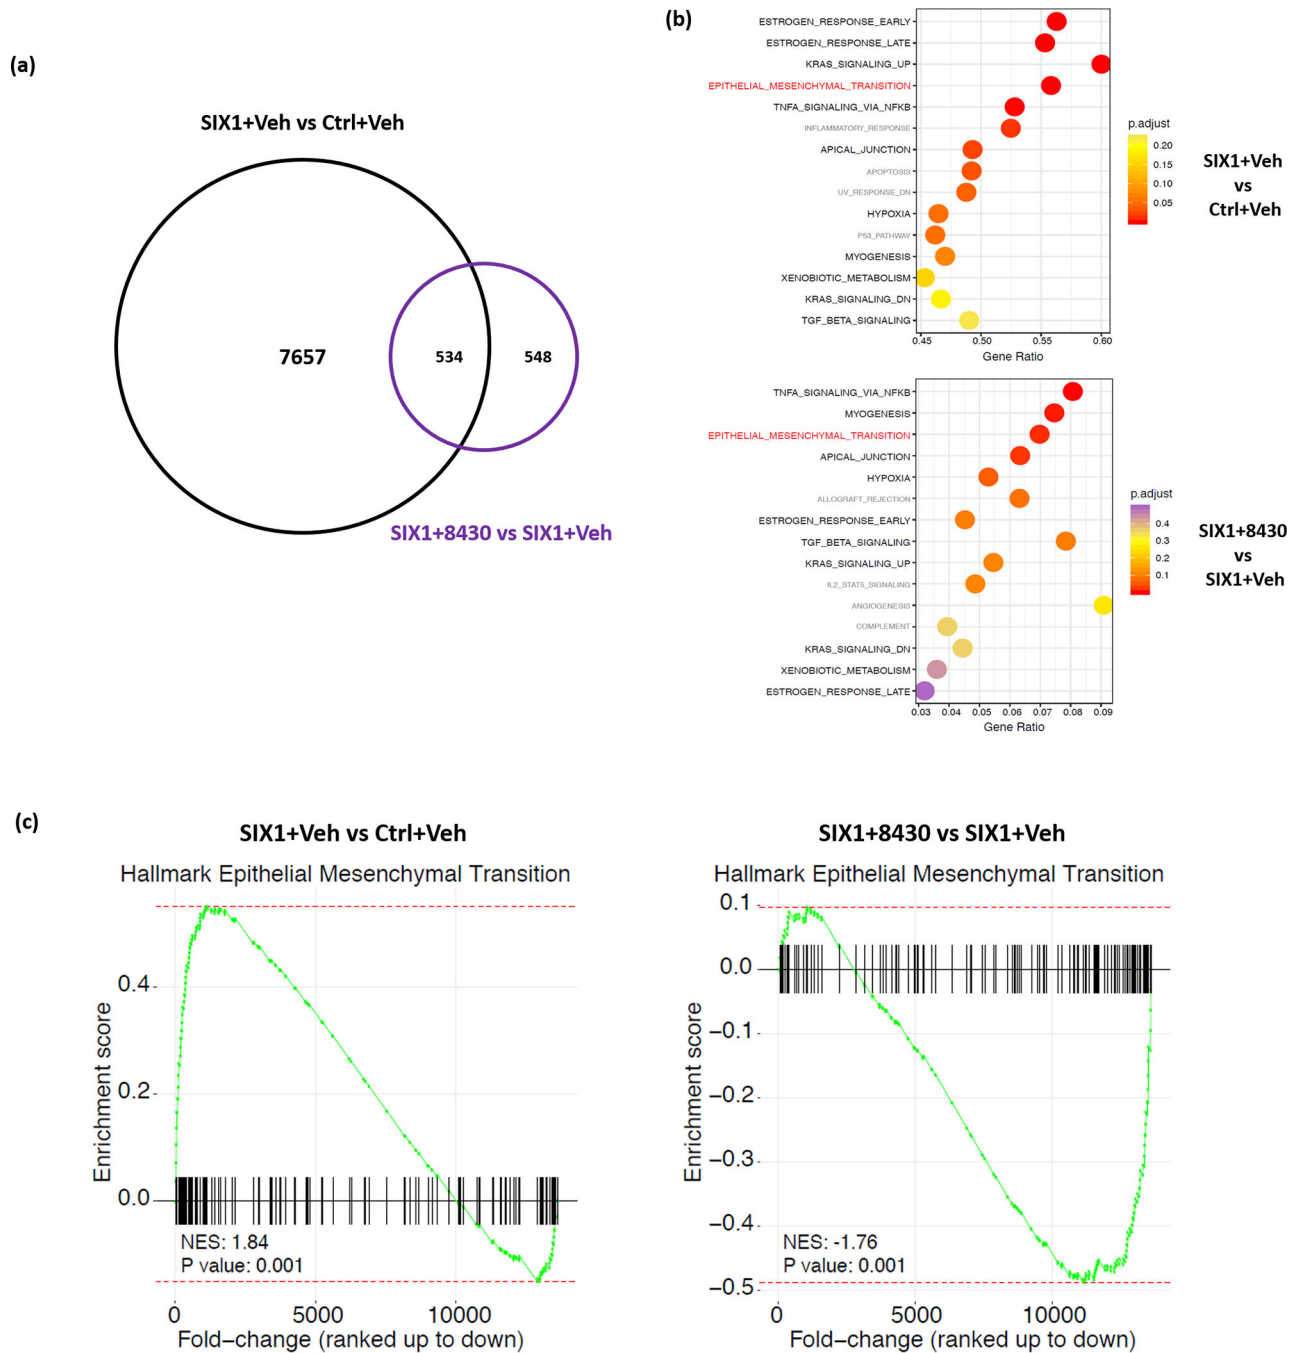 (a)
SIX1+Veh vs Ctrl+Veh
7657
534
548
SIX1+8430 vs SIX1+Veh
(b)
ESTROGEN_RESPONSE_EARLY
ESTROGEN_RESPONSE_LATE
KRAS_SIGNALING_UP
EPITHELIAL_MESENCHYMAL_TRANSITION
TNFA_SIGNALING_VIA_NFKB
INFLAMMATORY_RESPONSE
APICAL_JUNCTION
APOPTOSIS
UV_RESPONSE_DN
HYPOXIA
P53_PATHWAY
MYOGENESIS
XENOBIOTIC_METABOLISM
KRAS_SIGNALING_DN
TGF_BETA_SIGNALING
0.45 0.50 0.55 0.60
Gene Ratio
p.adjust
0.20
0.15
0.10
0.05
SIX1+Veh
vs
Ctrl+Veh
TNFA_SIGNALING_VIA_NFKB
MYOGENESIS
EPITHELIAL_MESENCHYMAL_TRANSITION
APICAL_JUNCTION
HYPOXIA
ALLOGRAFT_REJECTION
ESTROGEN_RESPONSE_EARLY
TGF_BETA_SIGNALING
KRAS_SIGNALING_UP
IL2_STAT5_SIGNALING
ANGIOGENESIS
COMPLEMENT
KRAS_SIGNALING_DN
XENOBIOTIC_METABOLISM
ESTROGEN_RESPONSE_LATE
0.03 0.04 0.05 0.06 0.07 0.08 0.09
Gene Ratio
p.adjust
0.4
0.3
0.2
0.1
SIX1+8430
vs
SIX1+Veh
(c)
SIX1+Veh vs Ctrl+Veh
Hallmark Epithelial Mesenchymal Transition
Enrichment score
0.4
0.2
0.0
NES: 1.84
P value: 0.001
0 5000 10000
Fold−change (ranked up to down)
SIX1+8430 vs SIX1+Veh
Hallmark Epithelial Mesenchymal Transition
Enrichment score
0.1
0.0
−0.1
−0.2
−0.3
−0.4
−0.5
NES: -1.76
P value: 0.001
0 5000 10000
Fold−change (ranked up to down)